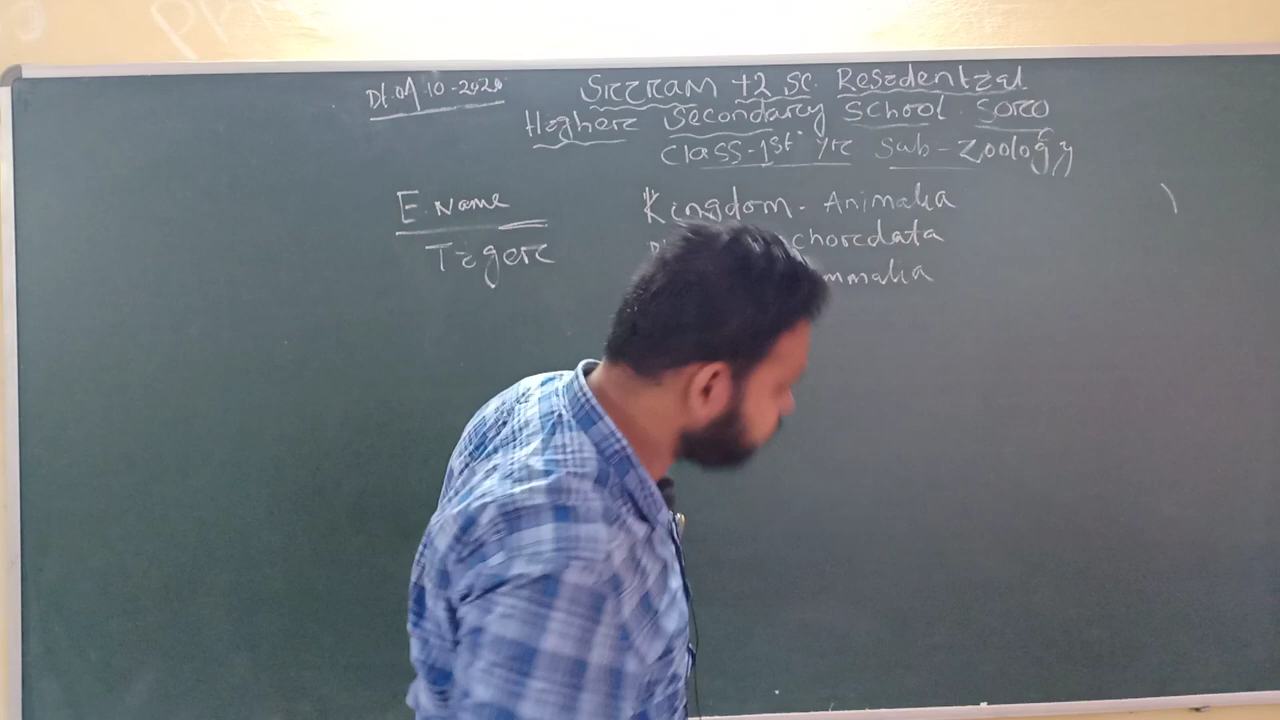 Dt.09.10-2020
Sriram +2 Sc. Residential
Higher Secondary School Soro
Class-1st Yr Sub-Zoology
E. Name
Tiger
Kingdom- Animalia
chordata
mmalia